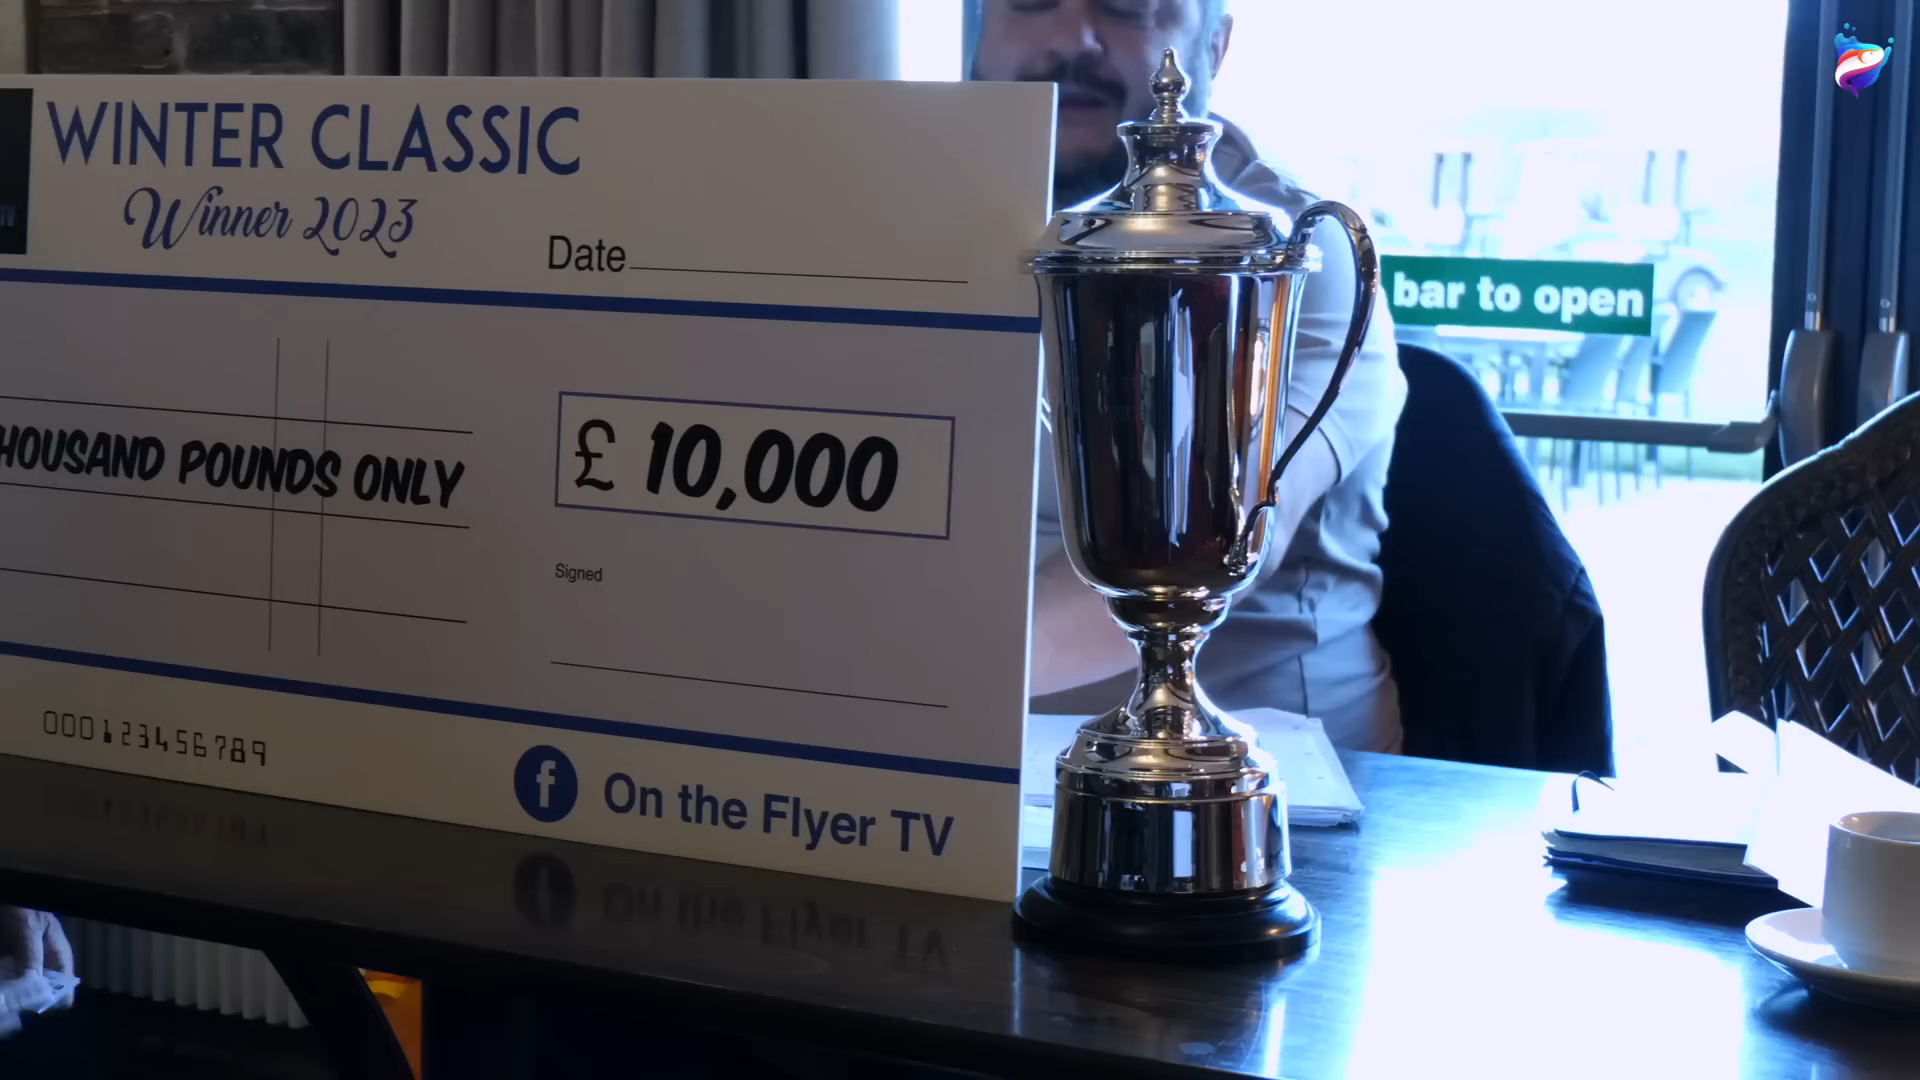 WINTER CLASSIC
Winner 2023
Date
TV
HOUSAND POUNDS ONLY
£ 10,000
Signed
000123456789
f On the Flyer TV
bar to open